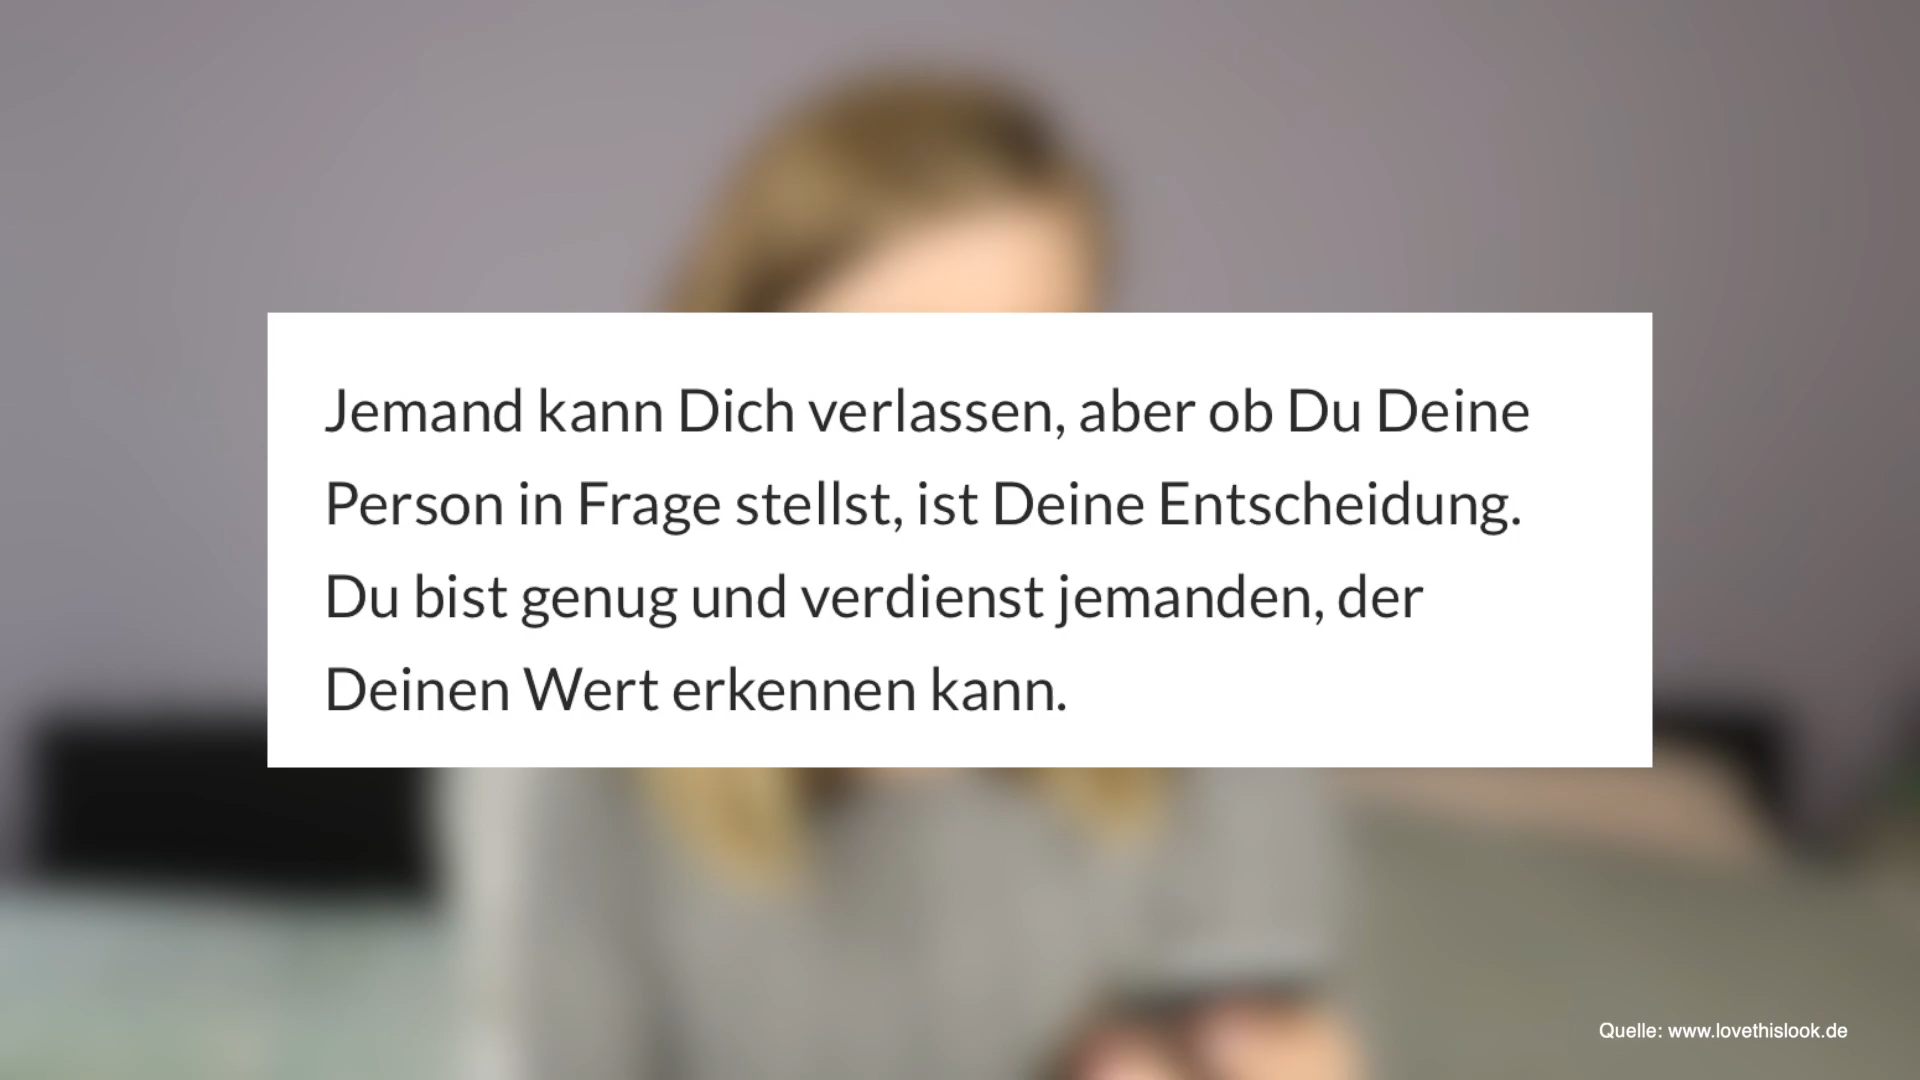 Jemand kann Dich verlassen, aber ob Du Deine
Person in Frage stellst, ist Deine Entscheidung.
Du bist genug und verdienst jemanden, der
Deinen Wert erkennen kann.
Quelle: www.lovethislook.de